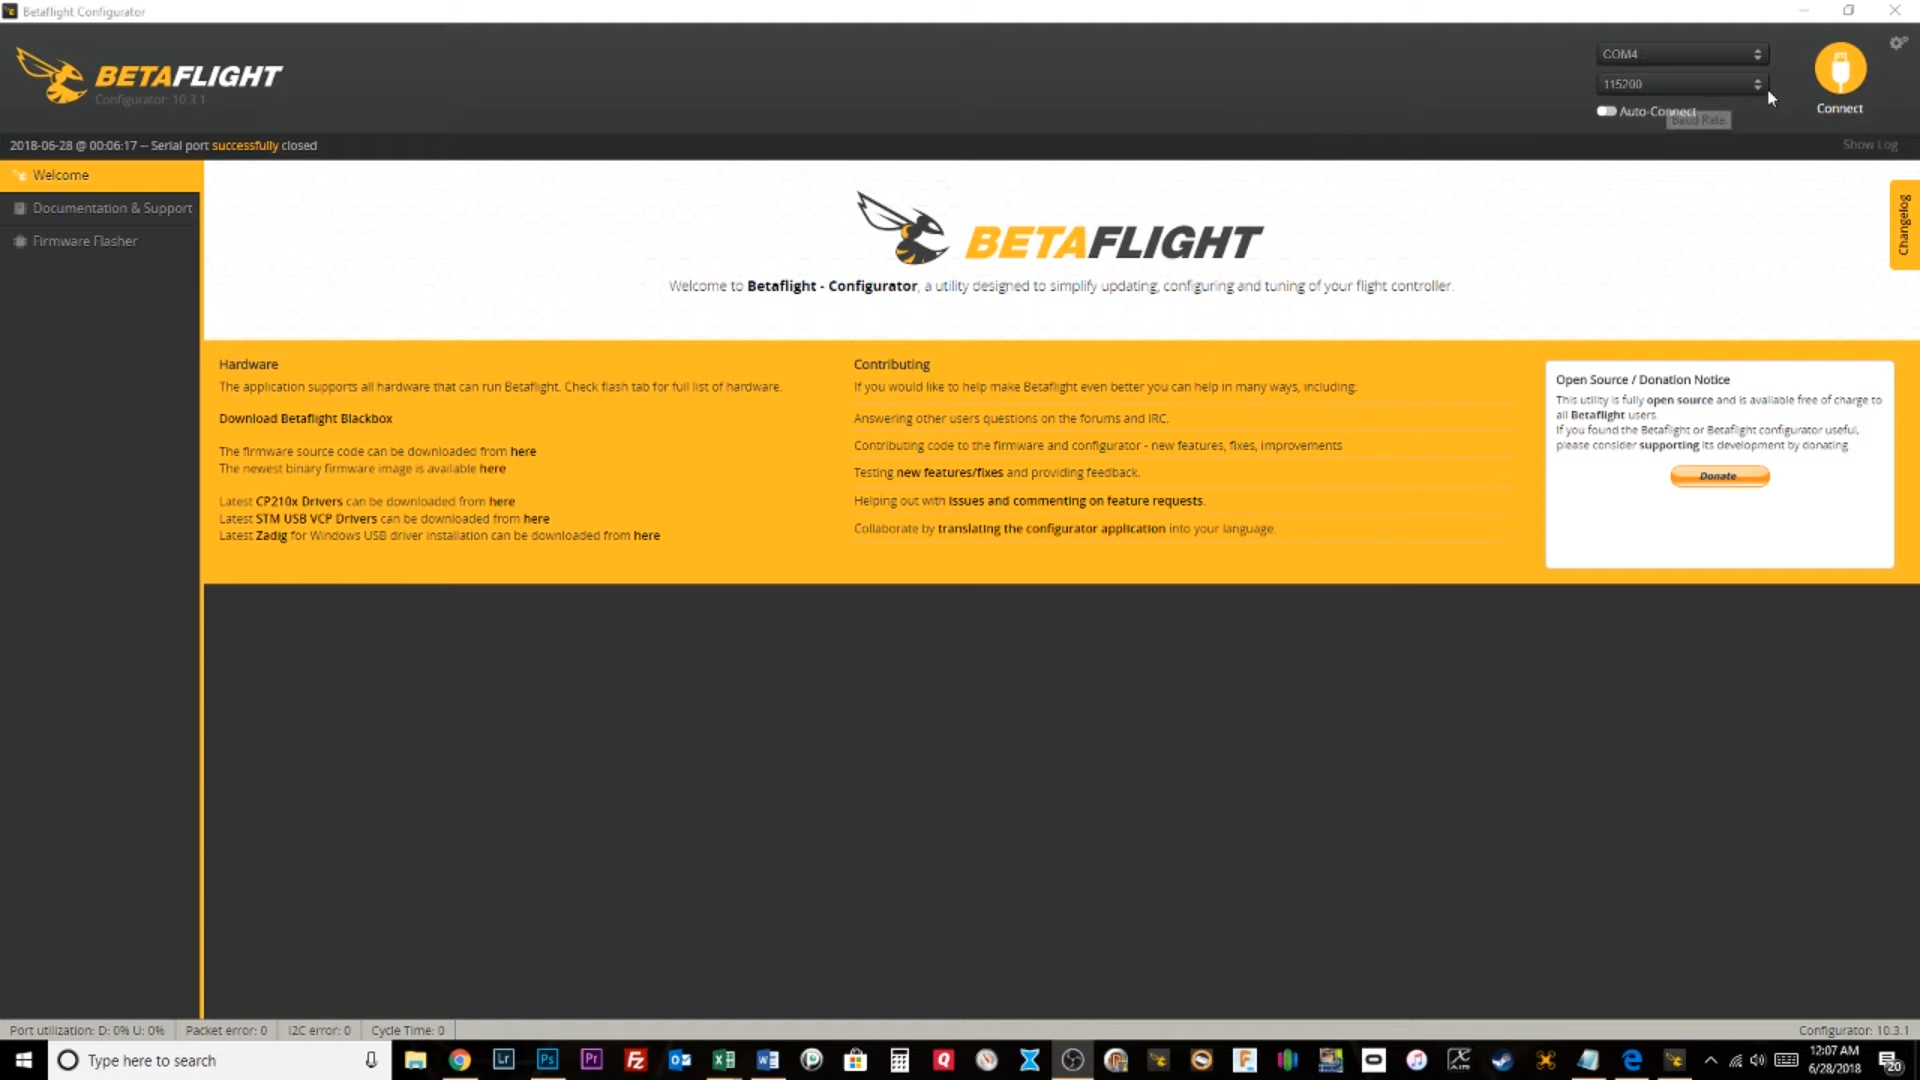 Betaflight Configurator
BETAFLIGHT
Configurator: 10.3.1
COM4
115200
Auto-Connect
Baud Rate
Connect
2018-06-28 @ 00:06:17 -- Serial port successfully closed
Show Log
Welcome
Documentation & Support
Firmware Flasher
Changelog
BETAFLIGHT
Welcome to Betaflight - Configurator, a utility designed to simplify updating, configuring and tuning of your flight controller.
Hardware
The application supports all hardware that can run Betaflight. Check flash tab for full list of hardware.
Download Betaflight Blackbox
The firmware source code can be downloaded from here
The newest binary firmware image is available here
Latest CP210x Drivers can be downloaded from here
Latest STM USB VCP Drivers can be downloaded from here
Latest Zadig for Windows USB driver installation can be downloaded from here
Contributing
If you would like to help make Betaflight even better you can help in many ways, including:
Answering other users questions on the forums and IRC.
Contributing code to the firmware and configurator - new features, fixes, improvements
Testing new features/fixes and providing feedback.
Helping out with issues and commenting on feature requests.
Collaborate by translating the configurator application into your language.
Open Source / Donation Notice
This utility is fully open source and is available free of charge to
all Betaflight users.
If you found the Betaflight or Betaflight configurator useful,
please consider supporting its development by donating.
Donate
Port utilization: D: 0% U: 0%
Packet error: 0
I2C error: 0
Cycle Time: 0
Configurator: 10.3.1
Type here to search
Lr
Ps
Pr
Fz
12:07 AM
6/28/2018
20